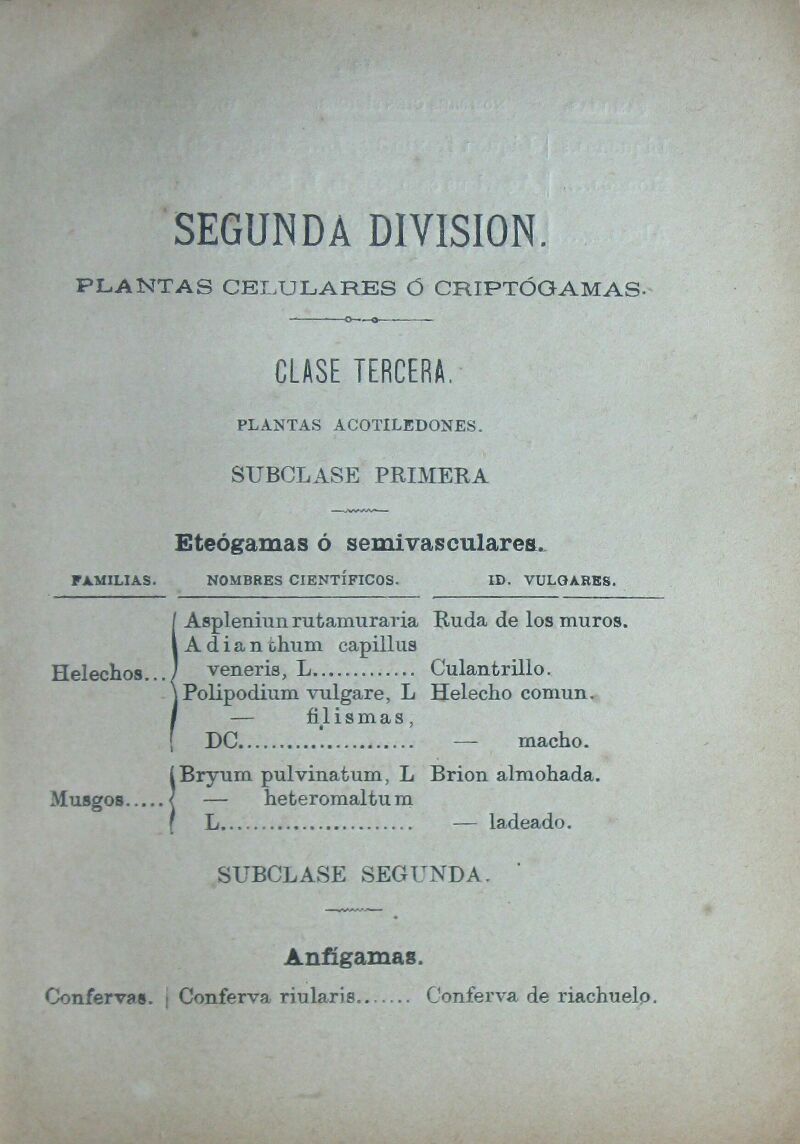 SEGUNDA DIVISION.
PLANTAS CELULARES Ó CRIPTÓGAMAS.
CLASE TERCERA.
PLANTAS ACOTILEDONES.
SUBCLASE PRIMERA
Eteógamas ó semivasculares.
FAMILIAS. NOMBRES CIENTÍFICOS. ID. VULGARES.
Aspleniun rutamuraria Ruda de los muros.
Adianthum capillus
Helechos... veneris, L............. Culantrillo.
Polipodium vulgare, L Helecho comun.
— filismas,
DC...................... — macho.
Bryum pulvinatum, L Brion almohada.
Musgos..... — heteromaltum
L........................ — ladeado.
SUBCLASE SEGUNDA.
Anfígamas.
Confervas. Conferva riularis....... Conferva de riachuelo.